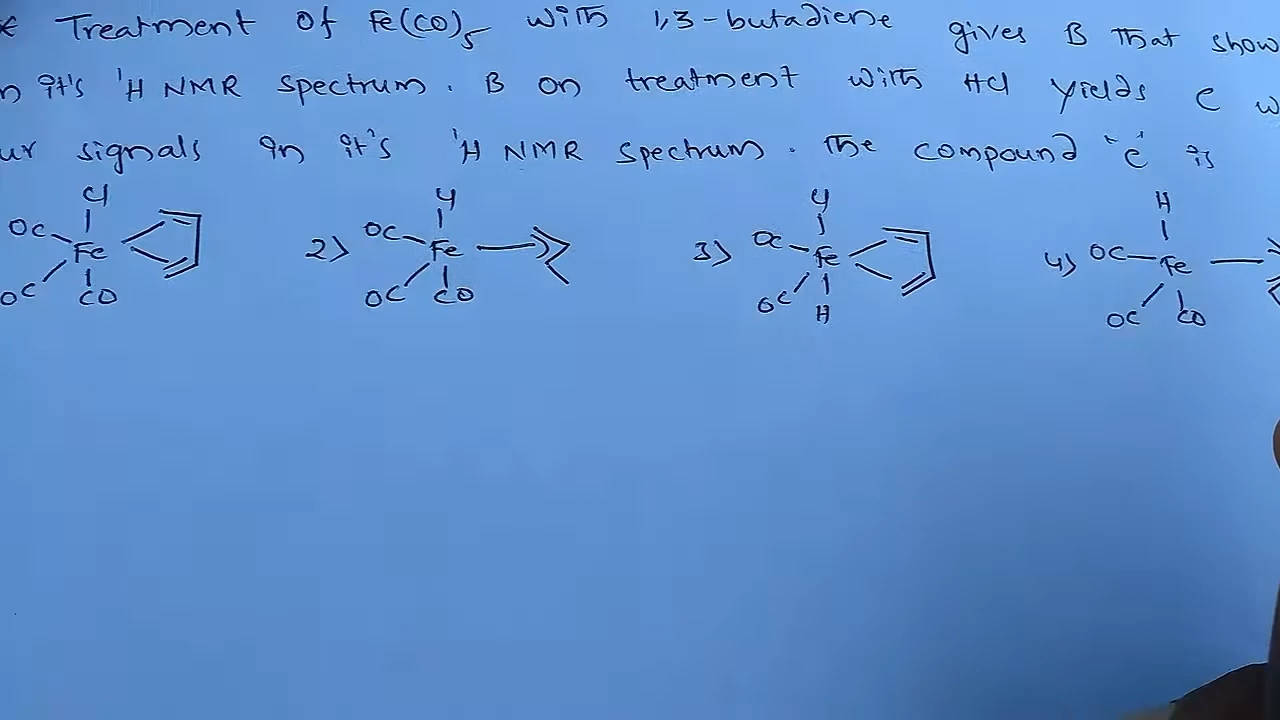 * Treatment of Fe(CO)5 with 1,3-butadiene gives B that show
n it's 1H NMR spectrum. B on treatment with HCl yields C w
ur signals in it's 1H NMR spectrum. The compound 'C' is
Cl Cl Cl H
OC Fe 2) OC Fe 3) OC Fe 4) OC Fe
OC CO OC CO OC H OC CO